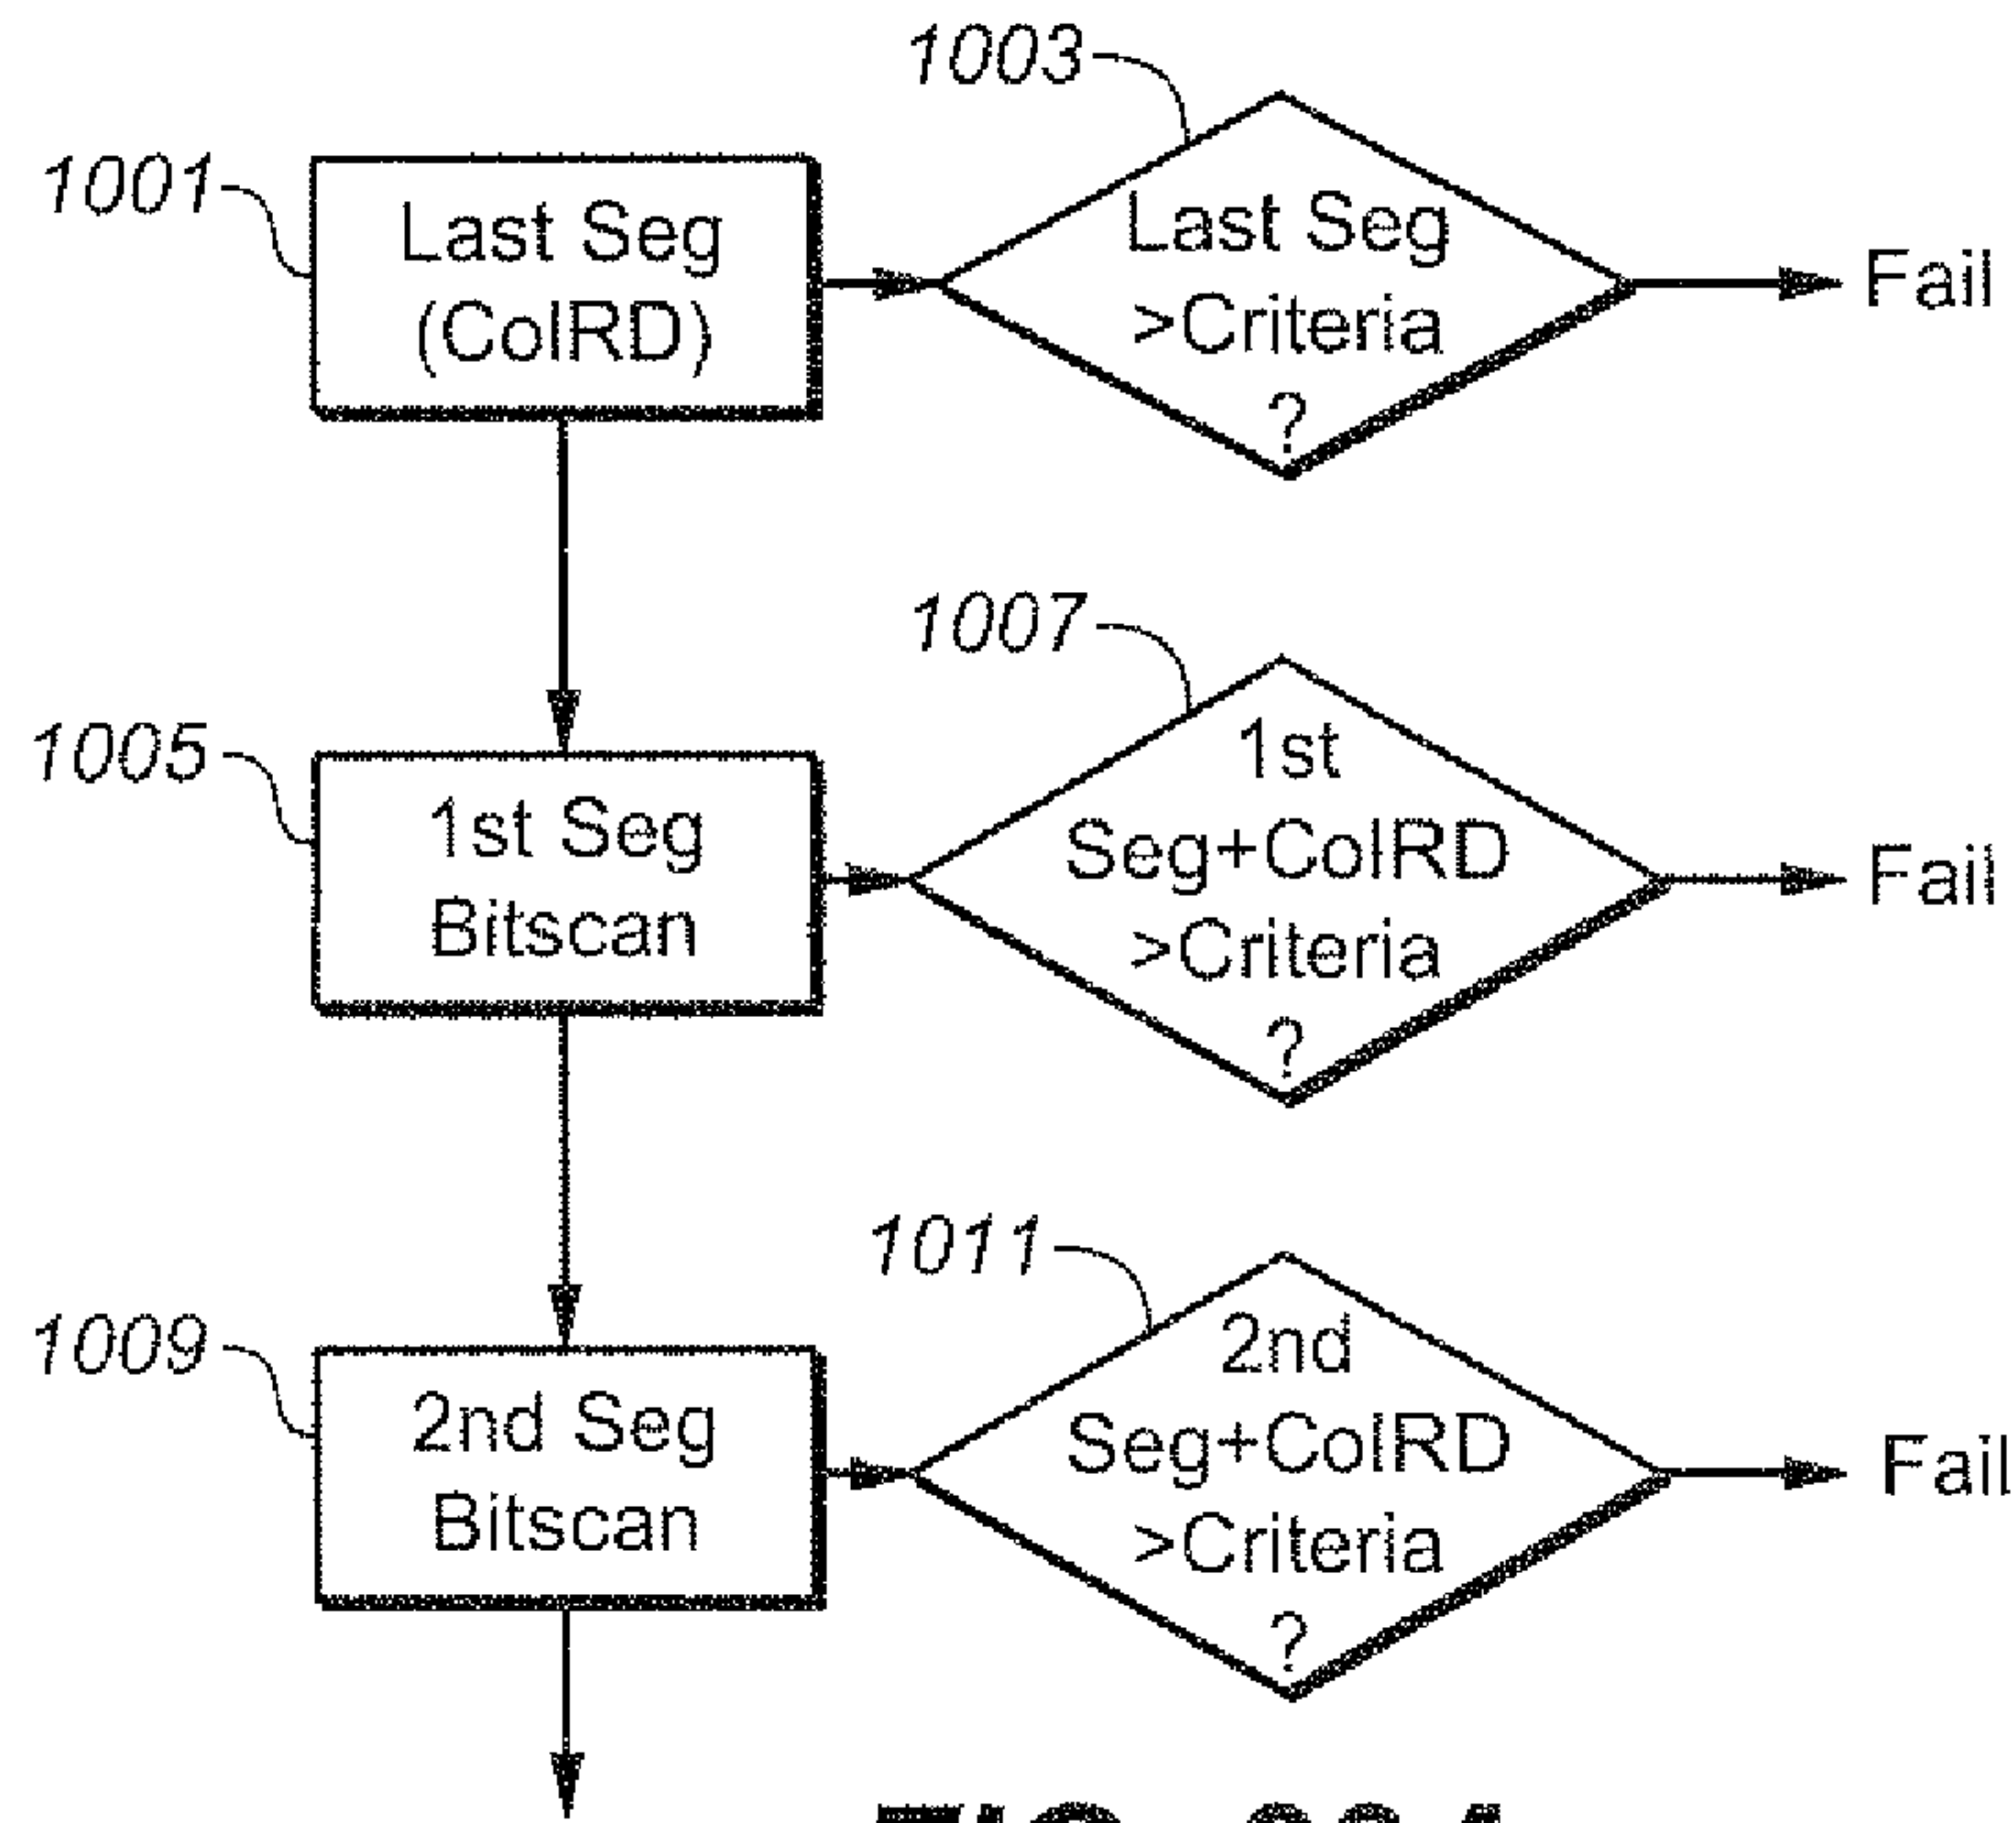 1003
1001
Last Seg
(ColRD)
Last Seg
>Criteria
?
Fail
1007
1005
1st Seg
Bitscan
1st
Seg+ColRD
>Criteria
?
Fail
1011
1009
2nd Seg
Bitscan
2nd
Seg+ColRD
>Criteria
?
Fail